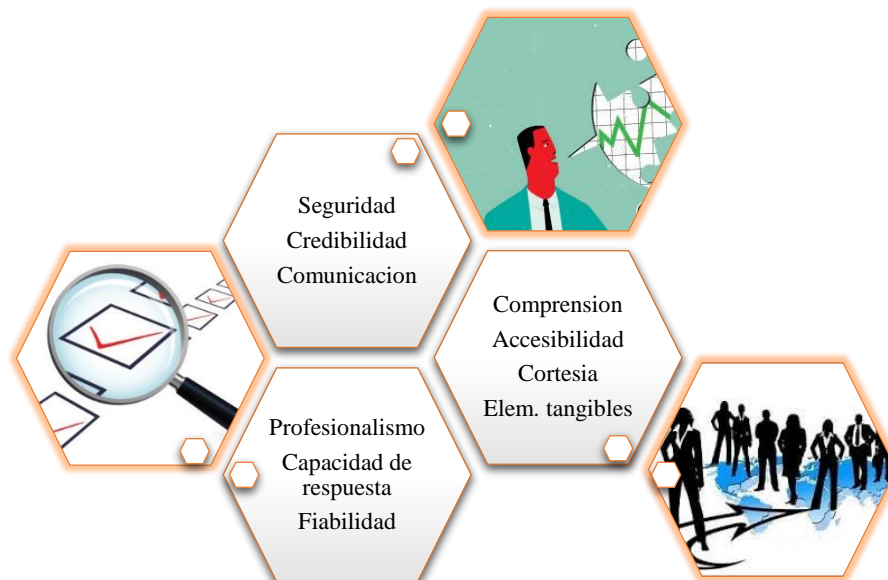 Seguridad
Credibilidad
Comunicacion
Comprension
Accesibilidad
Cortesia
Elem. tangibles
Profesionalismo
Capacidad de
respuesta
Fiabilidad